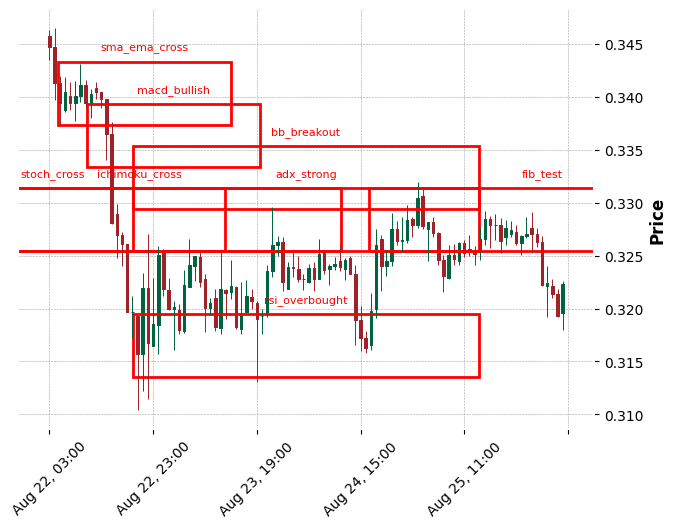 sma_ema_cross
macd_bullish
bb_breakout
stoch_cross
ichimoku_cross
adx_strong
fib_test
rsi_overbought
0.345
0.340
0.335
0.330
0.325
0.320
0.315
0.310
Price
Aug 22, 03:00
Aug 22, 23:00
Aug 23, 19:00
Aug 24, 15:00
Aug 25, 11:00